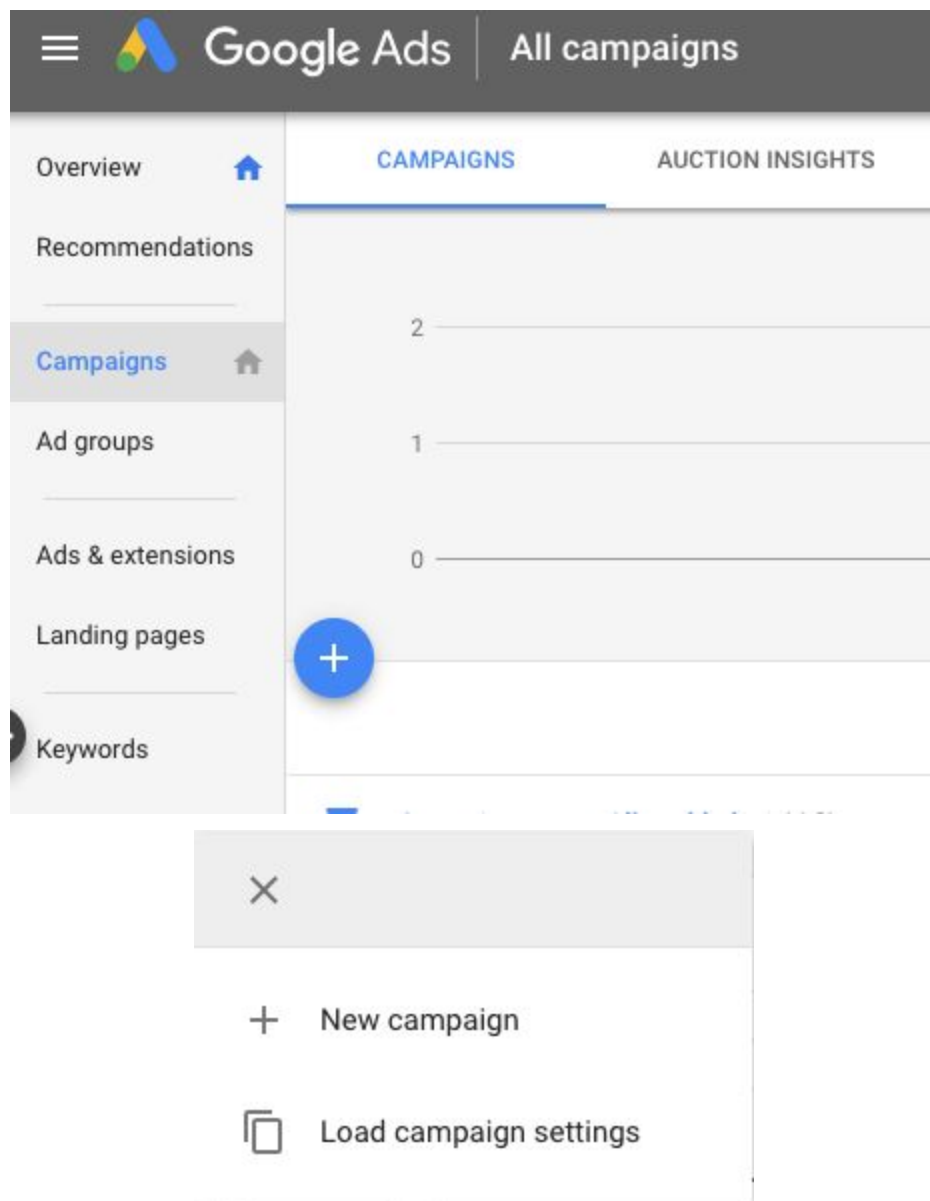 Google Ads All campaigns
Overview
CAMPAIGNS
AUCTION INSIGHTS
Recommendations
2
Campaigns
1
Ad groups
0
Ads & extensions
Landing pages
Keywords
New campaign
Load campaign settings